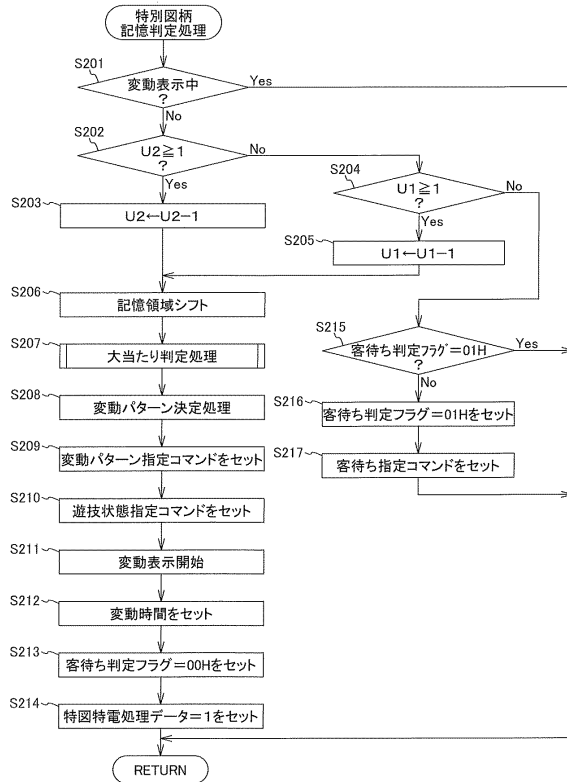 特別図柄
記憶判定処理
S201
変動表示中
?
Yes
No
S202
U2≧1
?
No
Yes
S203
U2←U2-1
S204
U1≧1
?
No
Yes
S205
U1←U1-1
S206
記憶領域シフト
S207
大当たり判定処理
S208
変動パターン決定処理
S209
変動パターン指定コマンドをセット
S210
遊技状態指定コマンドをセット
S211
変動表示開始
S212
変動時間をセット
S213
客待ち判定フラグ=00Hをセット
S214
特図特電処理データ=1をセット
S215
客待ち判定フラグ=01H
?
Yes
No
S216
客待ち判定フラグ=01Hをセット
S217
客待ち指定コマンドをセット
RETURN